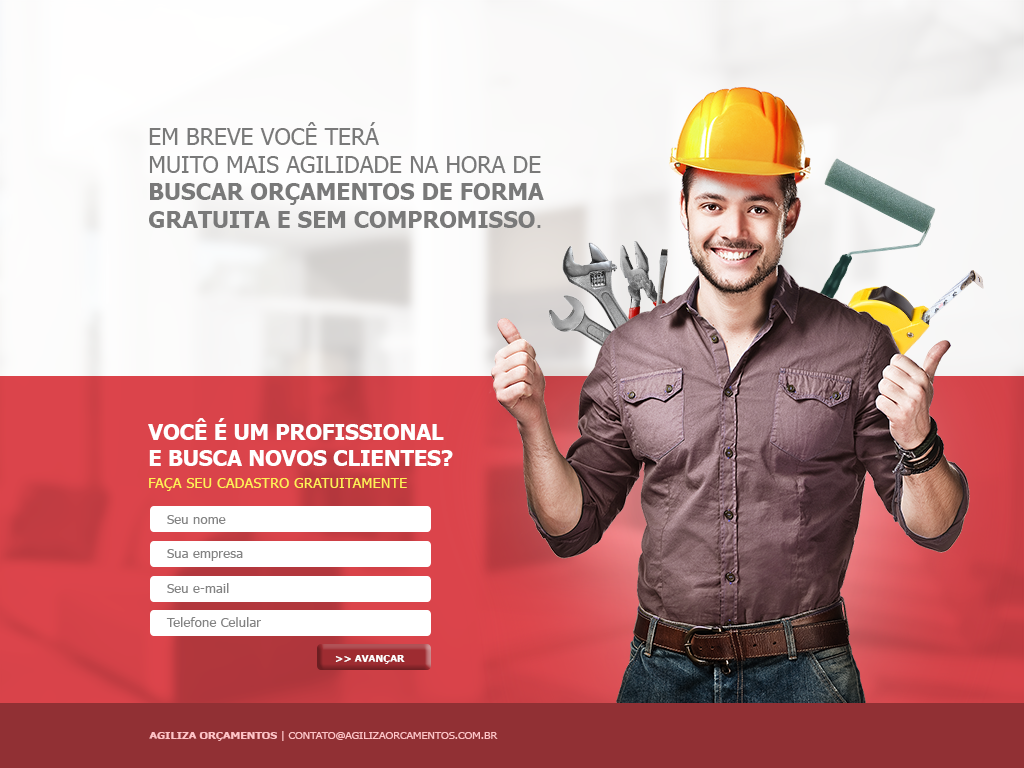 EM BREVE VOCÊ TERÁ
MUITO MAIS AGILIDADE NA HORA DE
BUSCAR ORÇAMENTOS DE FORMA
GRATUITA E SEM COMPROMISSO.
VOCÊ É UM PROFISSIONAL
E BUSCA NOVOS CLIENTES?
FAÇA SEU CADASTRO GRATUITAMENTE
Seu nome
Sua empresa
Seu e-mail
Telefone Celular
>> AVANÇAR
AGILIZA ORÇAMENTOS | CONTATO@AGILIZAORCAMENTOS.COM.BR